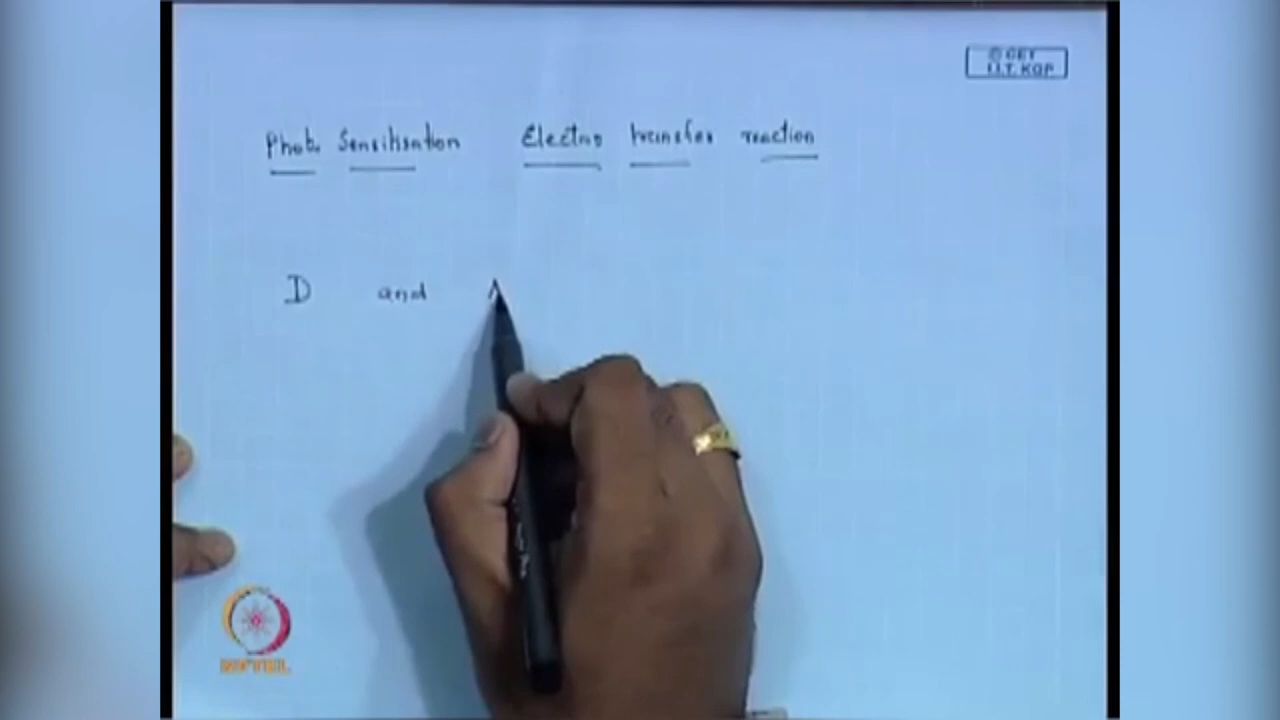 © CET
I.I.T. KGP
Photo Sensitisation Electron transfer reaction
D and A
NPTEL